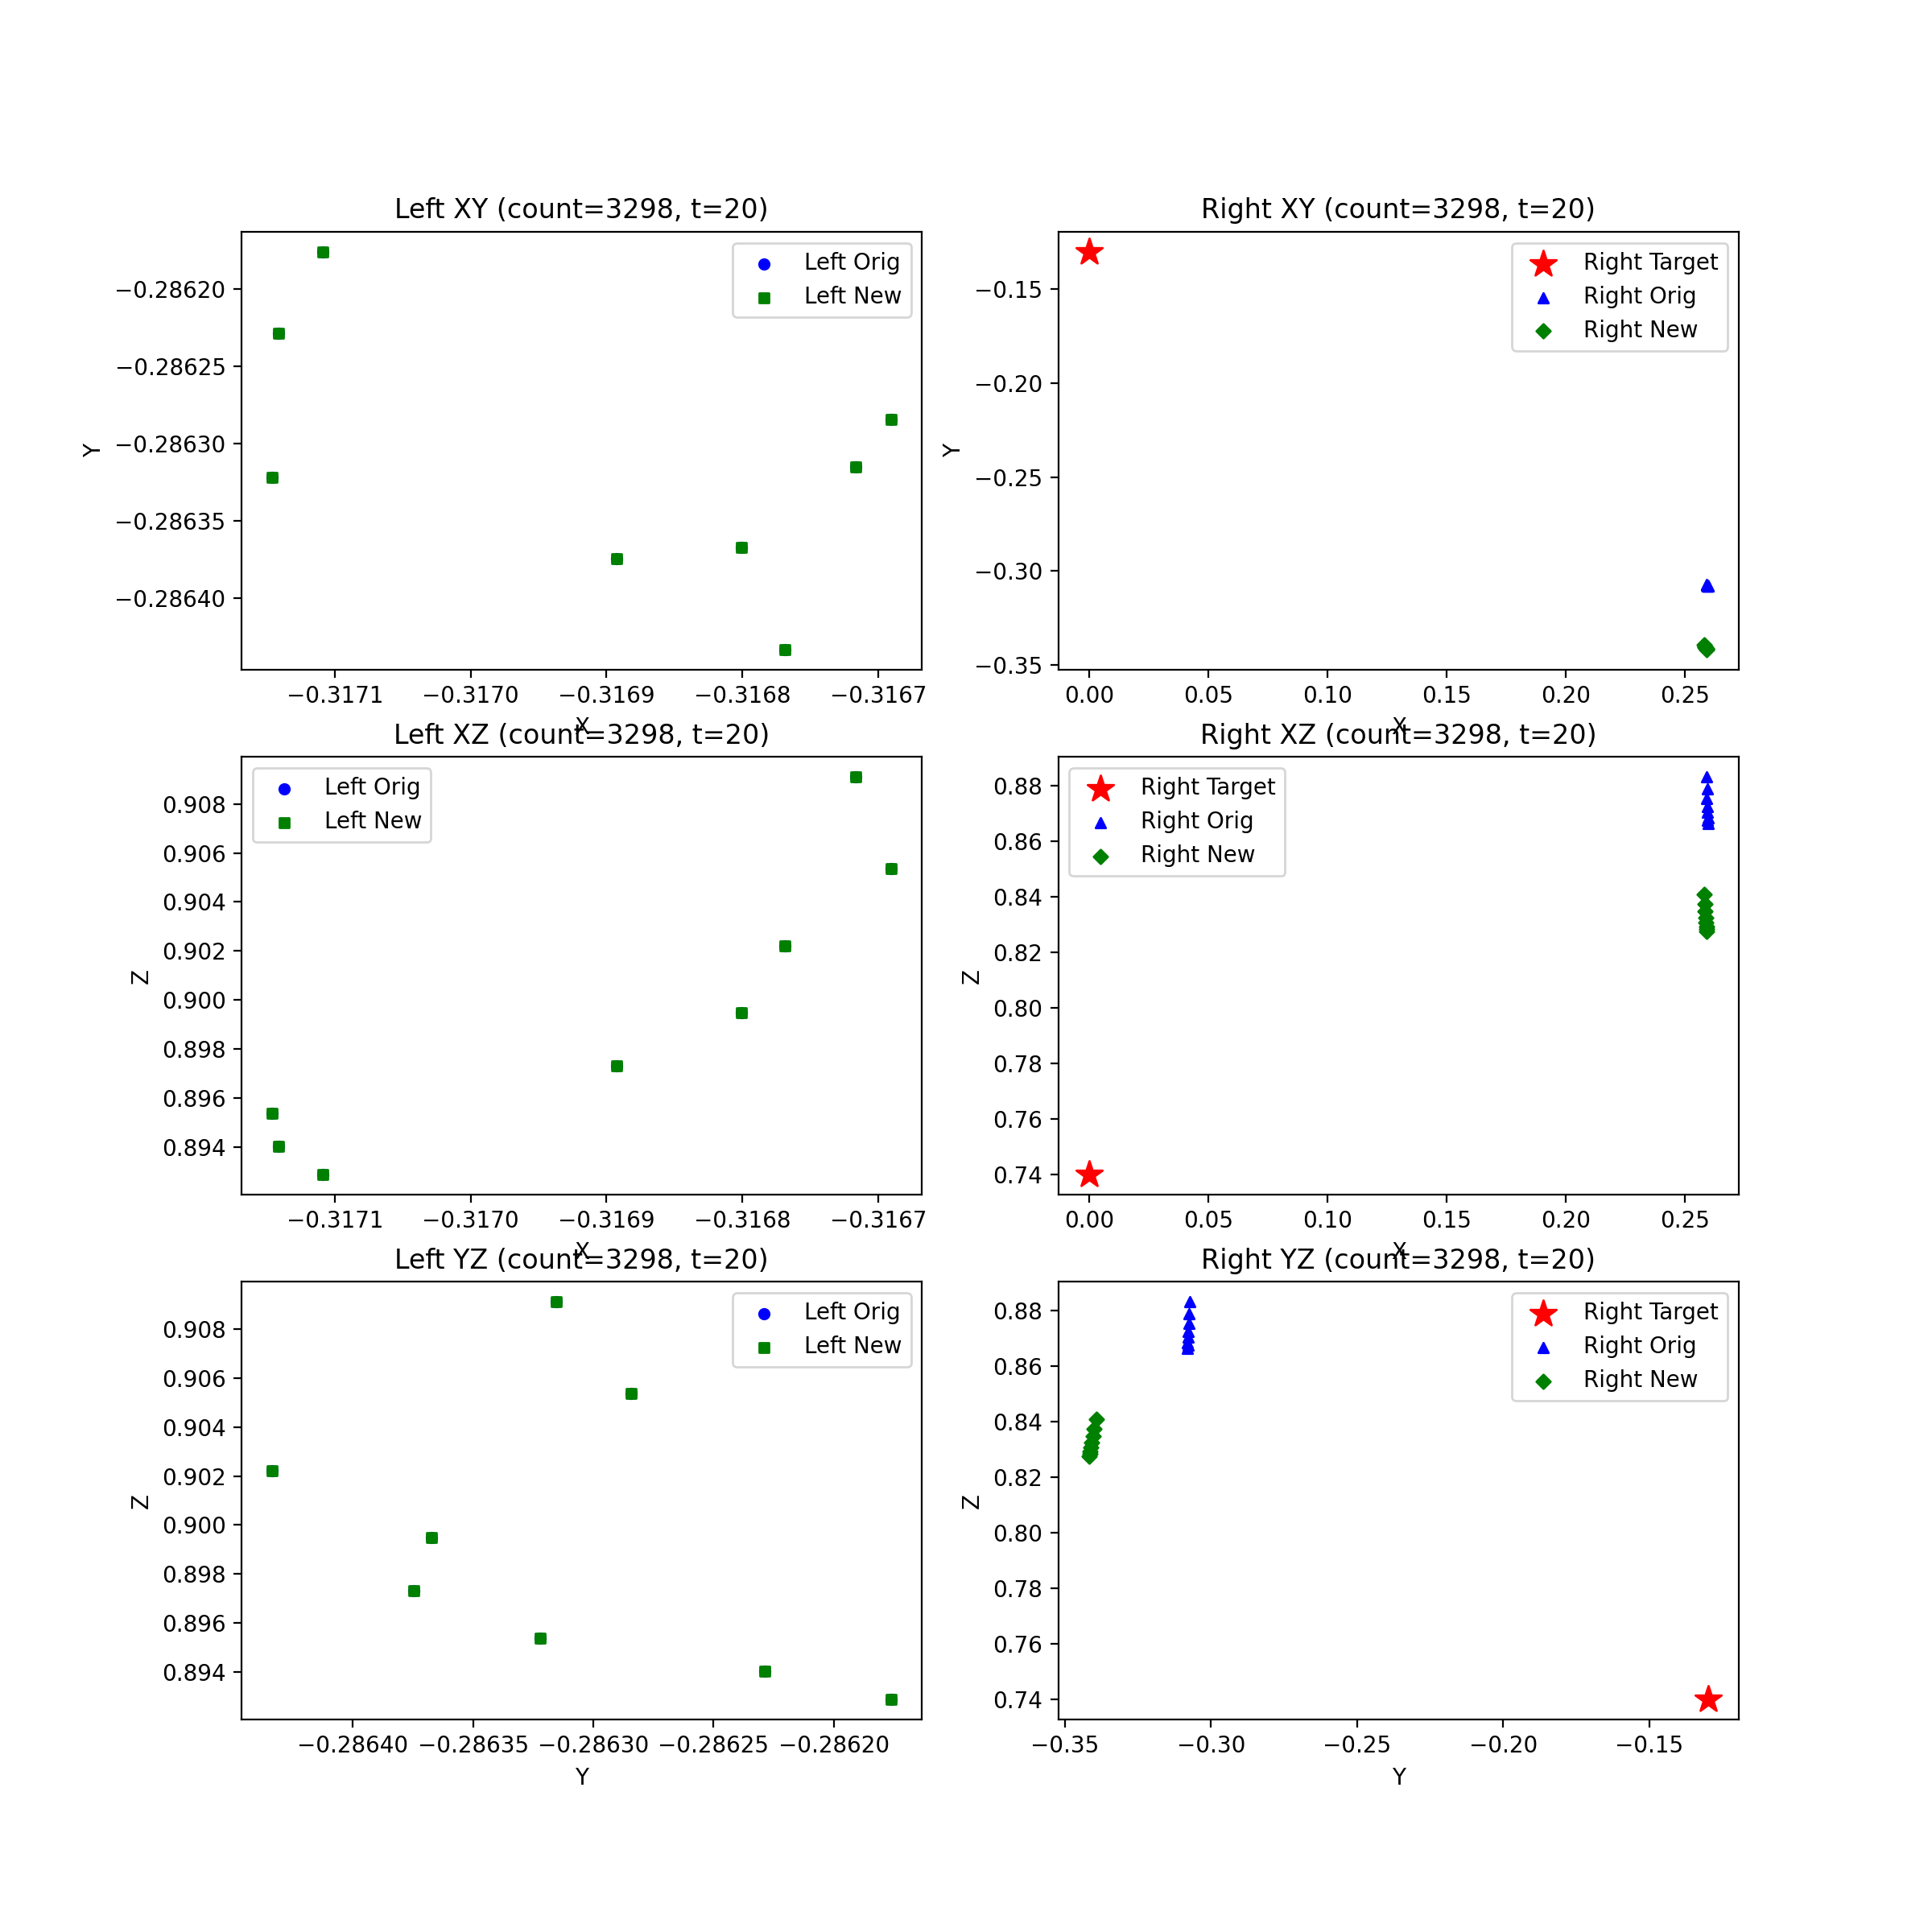 Left XY (count=3298, t=20)
Left Orig
Left New
−0.28620
−0.28625
−0.28630
−0.28635
−0.28640
Y
−0.3171
−0.3170
−0.3169
−0.3168
−0.3167
X
Right XY (count=3298, t=20)
Right Target
Right Orig
Right New
−0.15
−0.20
−0.25
−0.30
−0.35
Y
0.00
0.05
0.10
0.15
0.20
0.25
X
Left XZ (count=3298, t=20)
Left Orig
Left New
0.908
0.906
0.904
0.902
0.900
0.898
0.896
0.894
Z
−0.3171
−0.3170
−0.3169
−0.3168
−0.3167
X
Right XZ (count=3298, t=20)
Right Target
Right Orig
Right New
0.88
0.86
0.84
0.82
0.80
0.78
0.76
0.74
Z
0.00
0.05
0.10
0.15
0.20
0.25
X
Left YZ (count=3298, t=20)
Left Orig
Left New
0.908
0.906
0.904
0.902
0.900
0.898
0.896
0.894
Z
−0.28640
−0.28635
−0.28630
−0.28625
−0.28620
Y
Right YZ (count=3298, t=20)
Right Target
Right Orig
Right New
0.88
0.86
0.84
0.82
0.80
0.78
0.76
0.74
Z
−0.35
−0.30
−0.25
−0.20
−0.15
Y